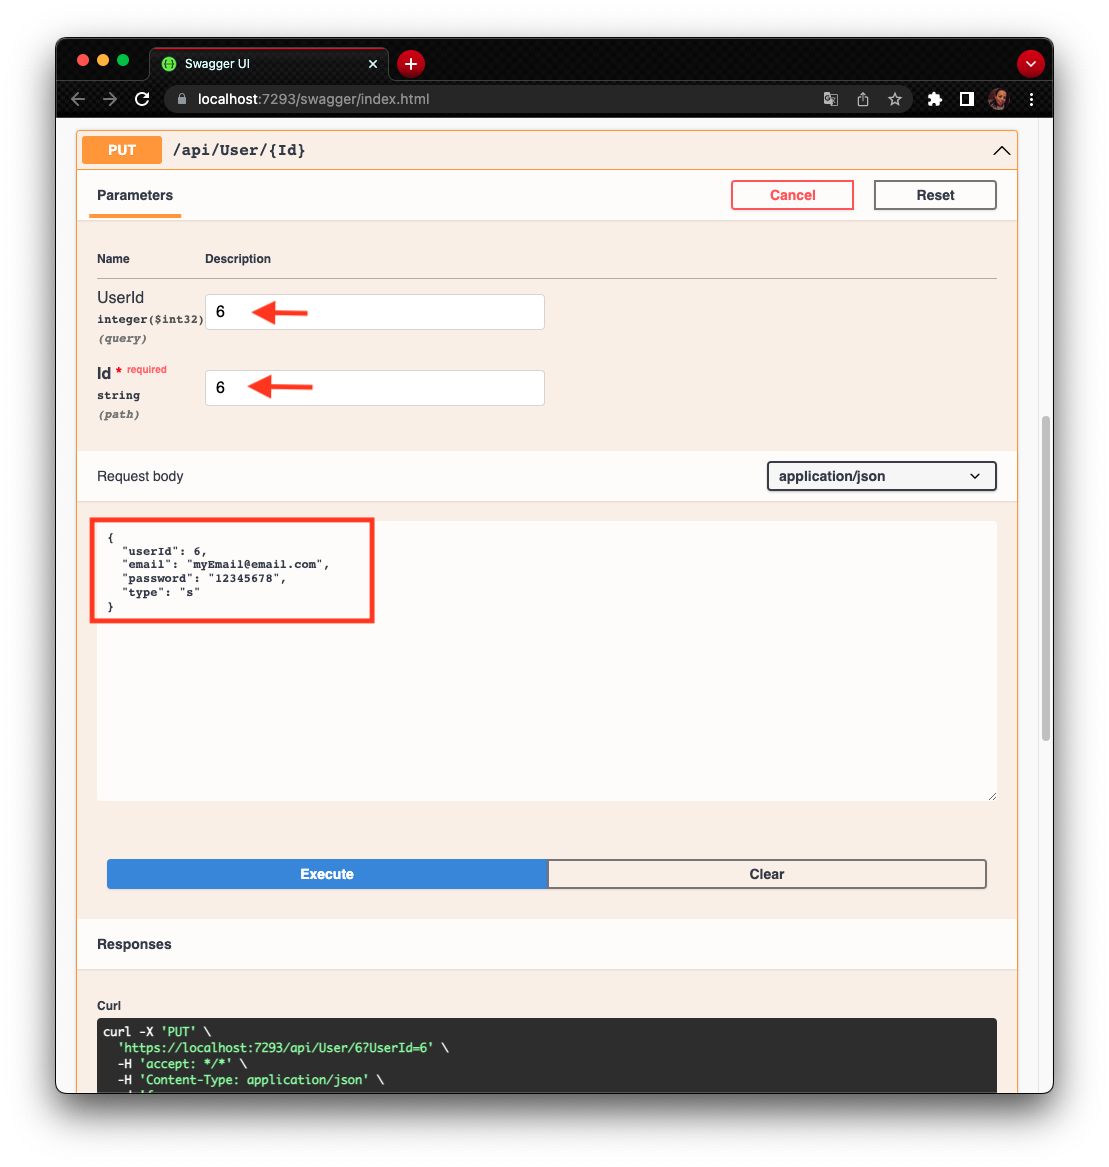 Swagger UI
localhost:7293/swagger/index.html
PUT /api/User/{Id}
Parameters
Cancel
Reset
Name Description
UserId
integer($int32)
(query)
6
Id * required
string
(path)
6
Request body
application/json
{
"userId": 6,
"email": "myEmail@email.com",
"password": "12345678",
"type": "s"
}
Execute
Clear
Responses
Curl
curl -X 'PUT' \
'https://localhost:7293/api/User/6?UserId=6' \
-H 'accept: */*' \
-H 'Content-Type: application/json' \